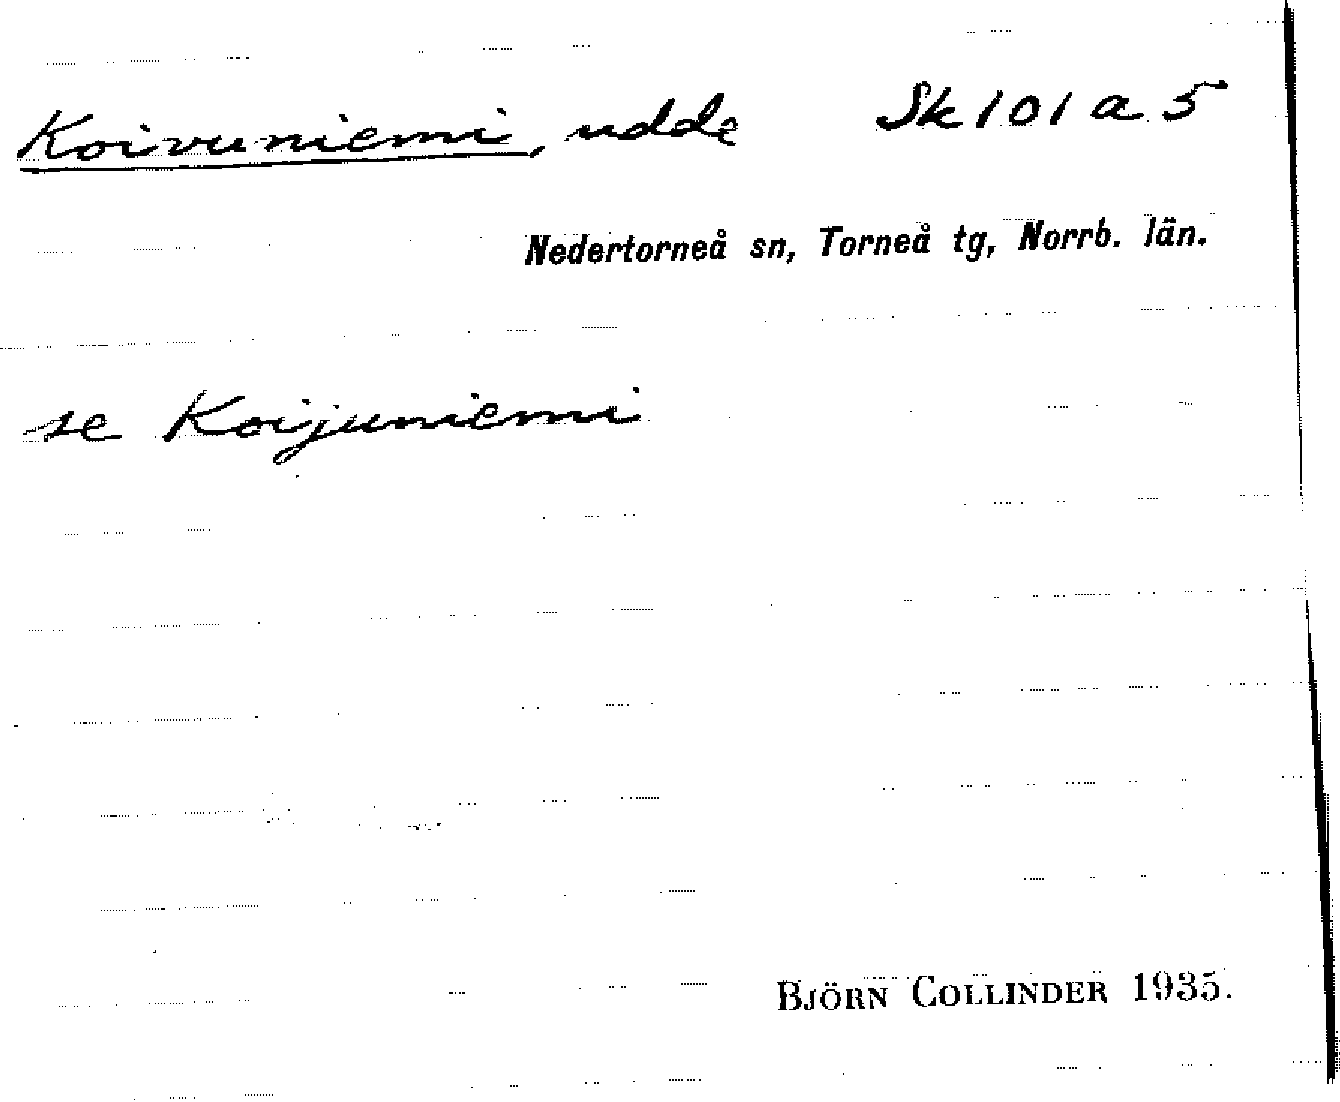 Koivuniemi, udde Sk 101 a 5
Nedertorneå sn, Torneå tg, Norrb. län.
se Koijuniemi
BJÖRN COLLINDER 1935.